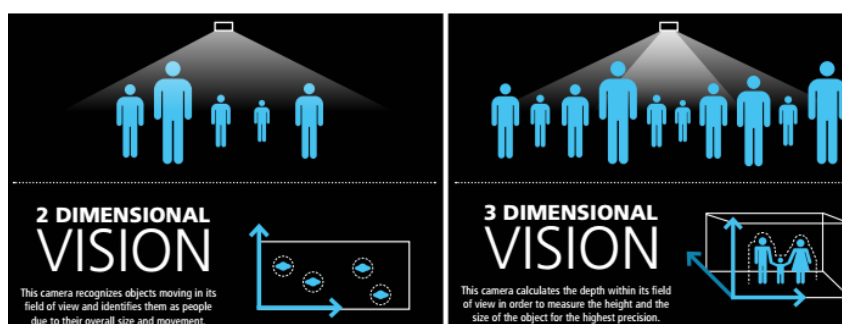 2 DIMENSIONAL
VISION
This camera recognizes objects moving in its
field of view and identifies them as people
due to their overall size and movement.
3 DIMENSIONAL
VISION
This camera calculates the depth within its field
of view in order to measure the height and the
size of the object for the highest precision.